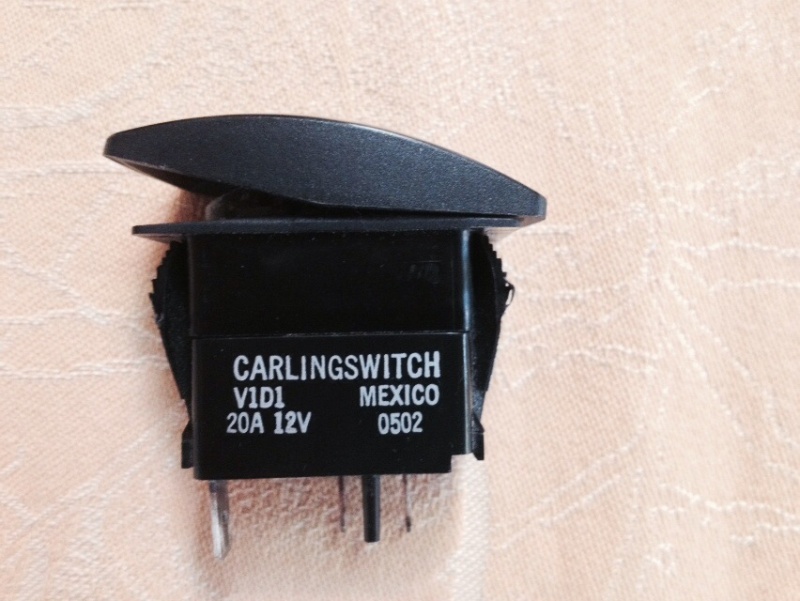 CARLINGSWITCH
V1D1 MEXICO
20A 12V 0502